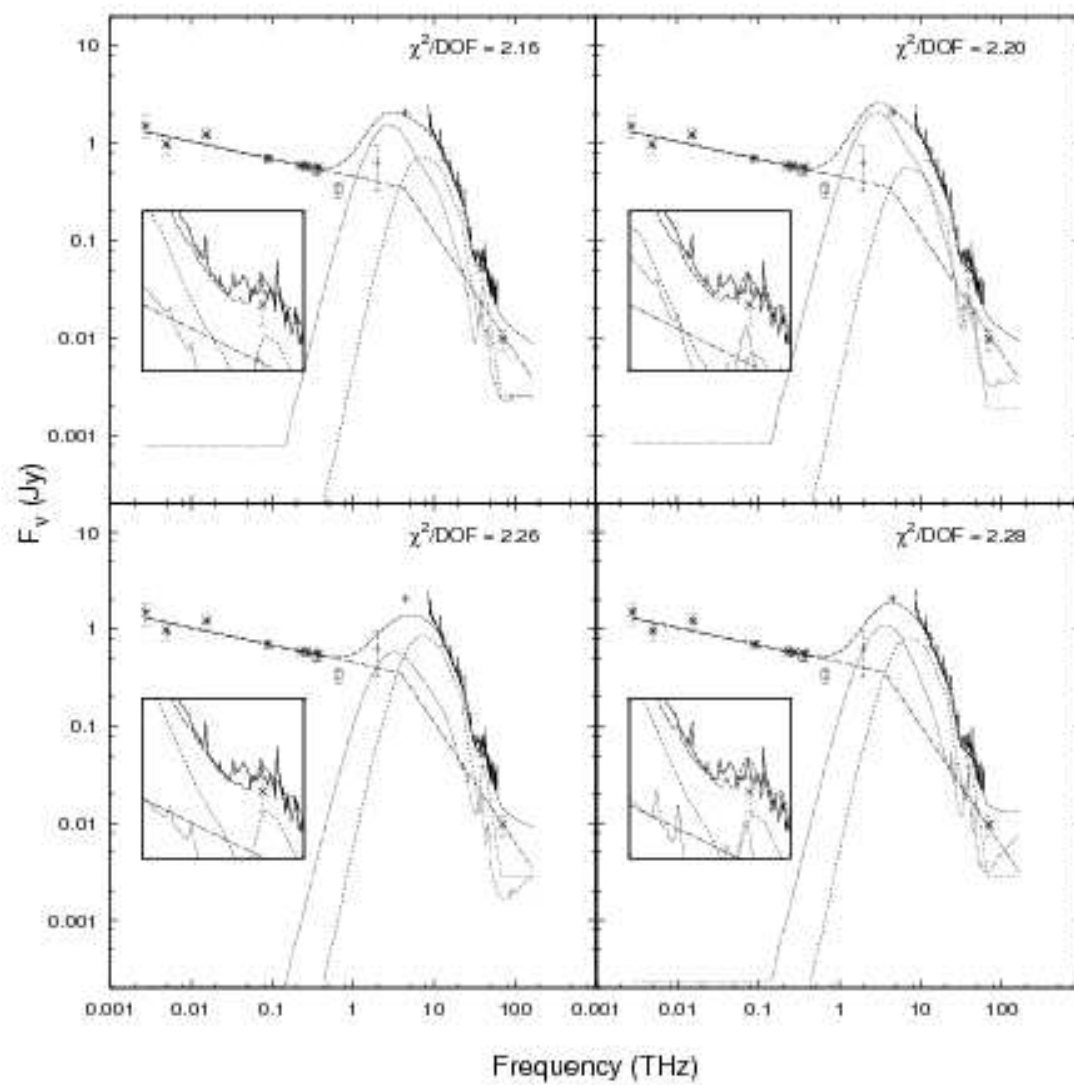 χ²/DOF = 2.16
χ²/DOF = 2.20
10
1
0.1
0.01
0.001
χ²/DOF = 2.26
χ²/DOF = 2.28
10
1
0.1
0.01
0.001
F_ν (Jy)
0.001 0.01 0.1 1 10 100 0.001 0.01 0.1 1 10 100
Frequency (THz)